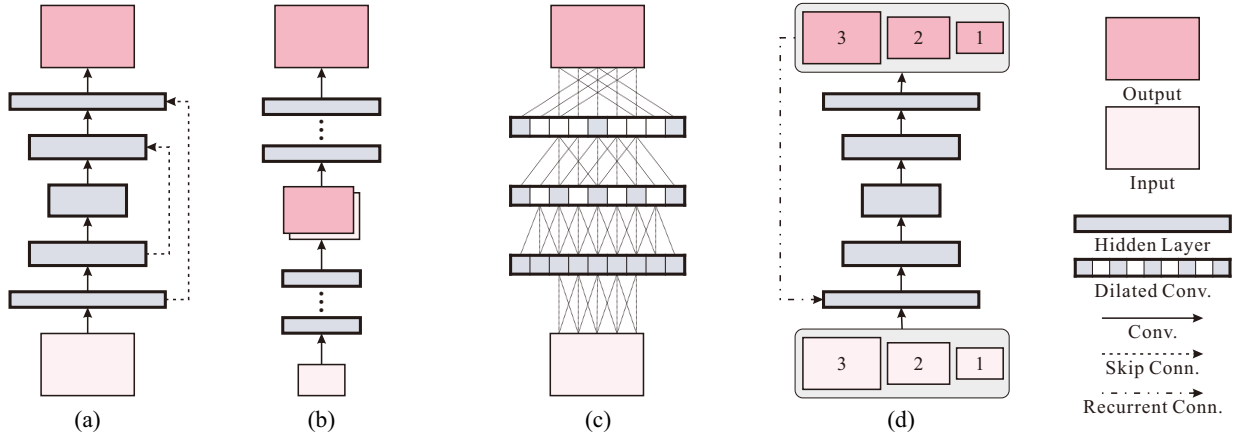 3 2 1
Output
Input
Hidden Layer
Dilated Conv.
Conv.
Skip Conn.
Recurrent Conn.
3 2 1
(a) (b) (c) (d)